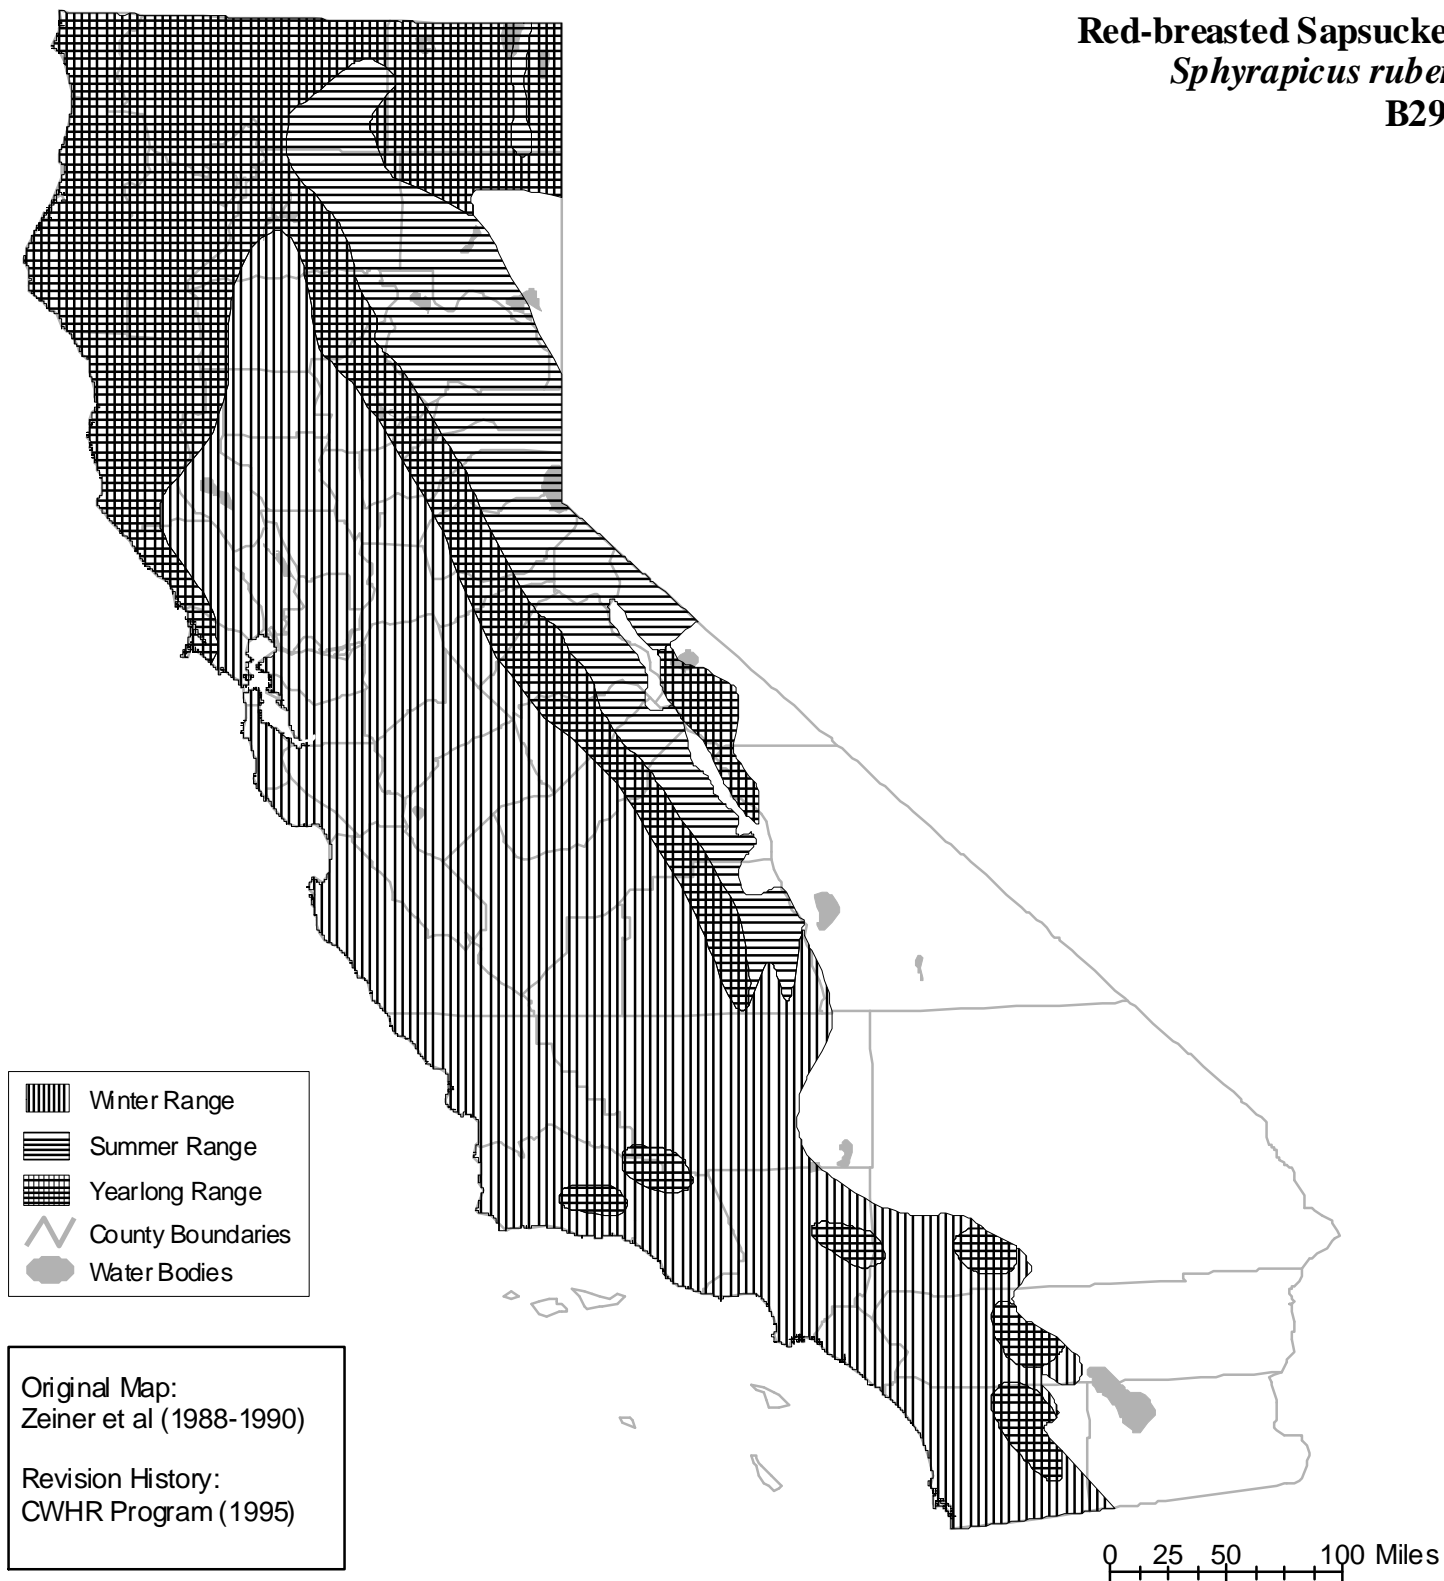 Red-breasted Sapsucke
Sphyrapicus rube
B29
Winter Range
Summer Range
Yearlong Range
County Boundaries
Water Bodies
Original Map:
Zeiner et al (1988-1990)
Revision History:
CWHR Program (1995)
0 25 50 100 Miles